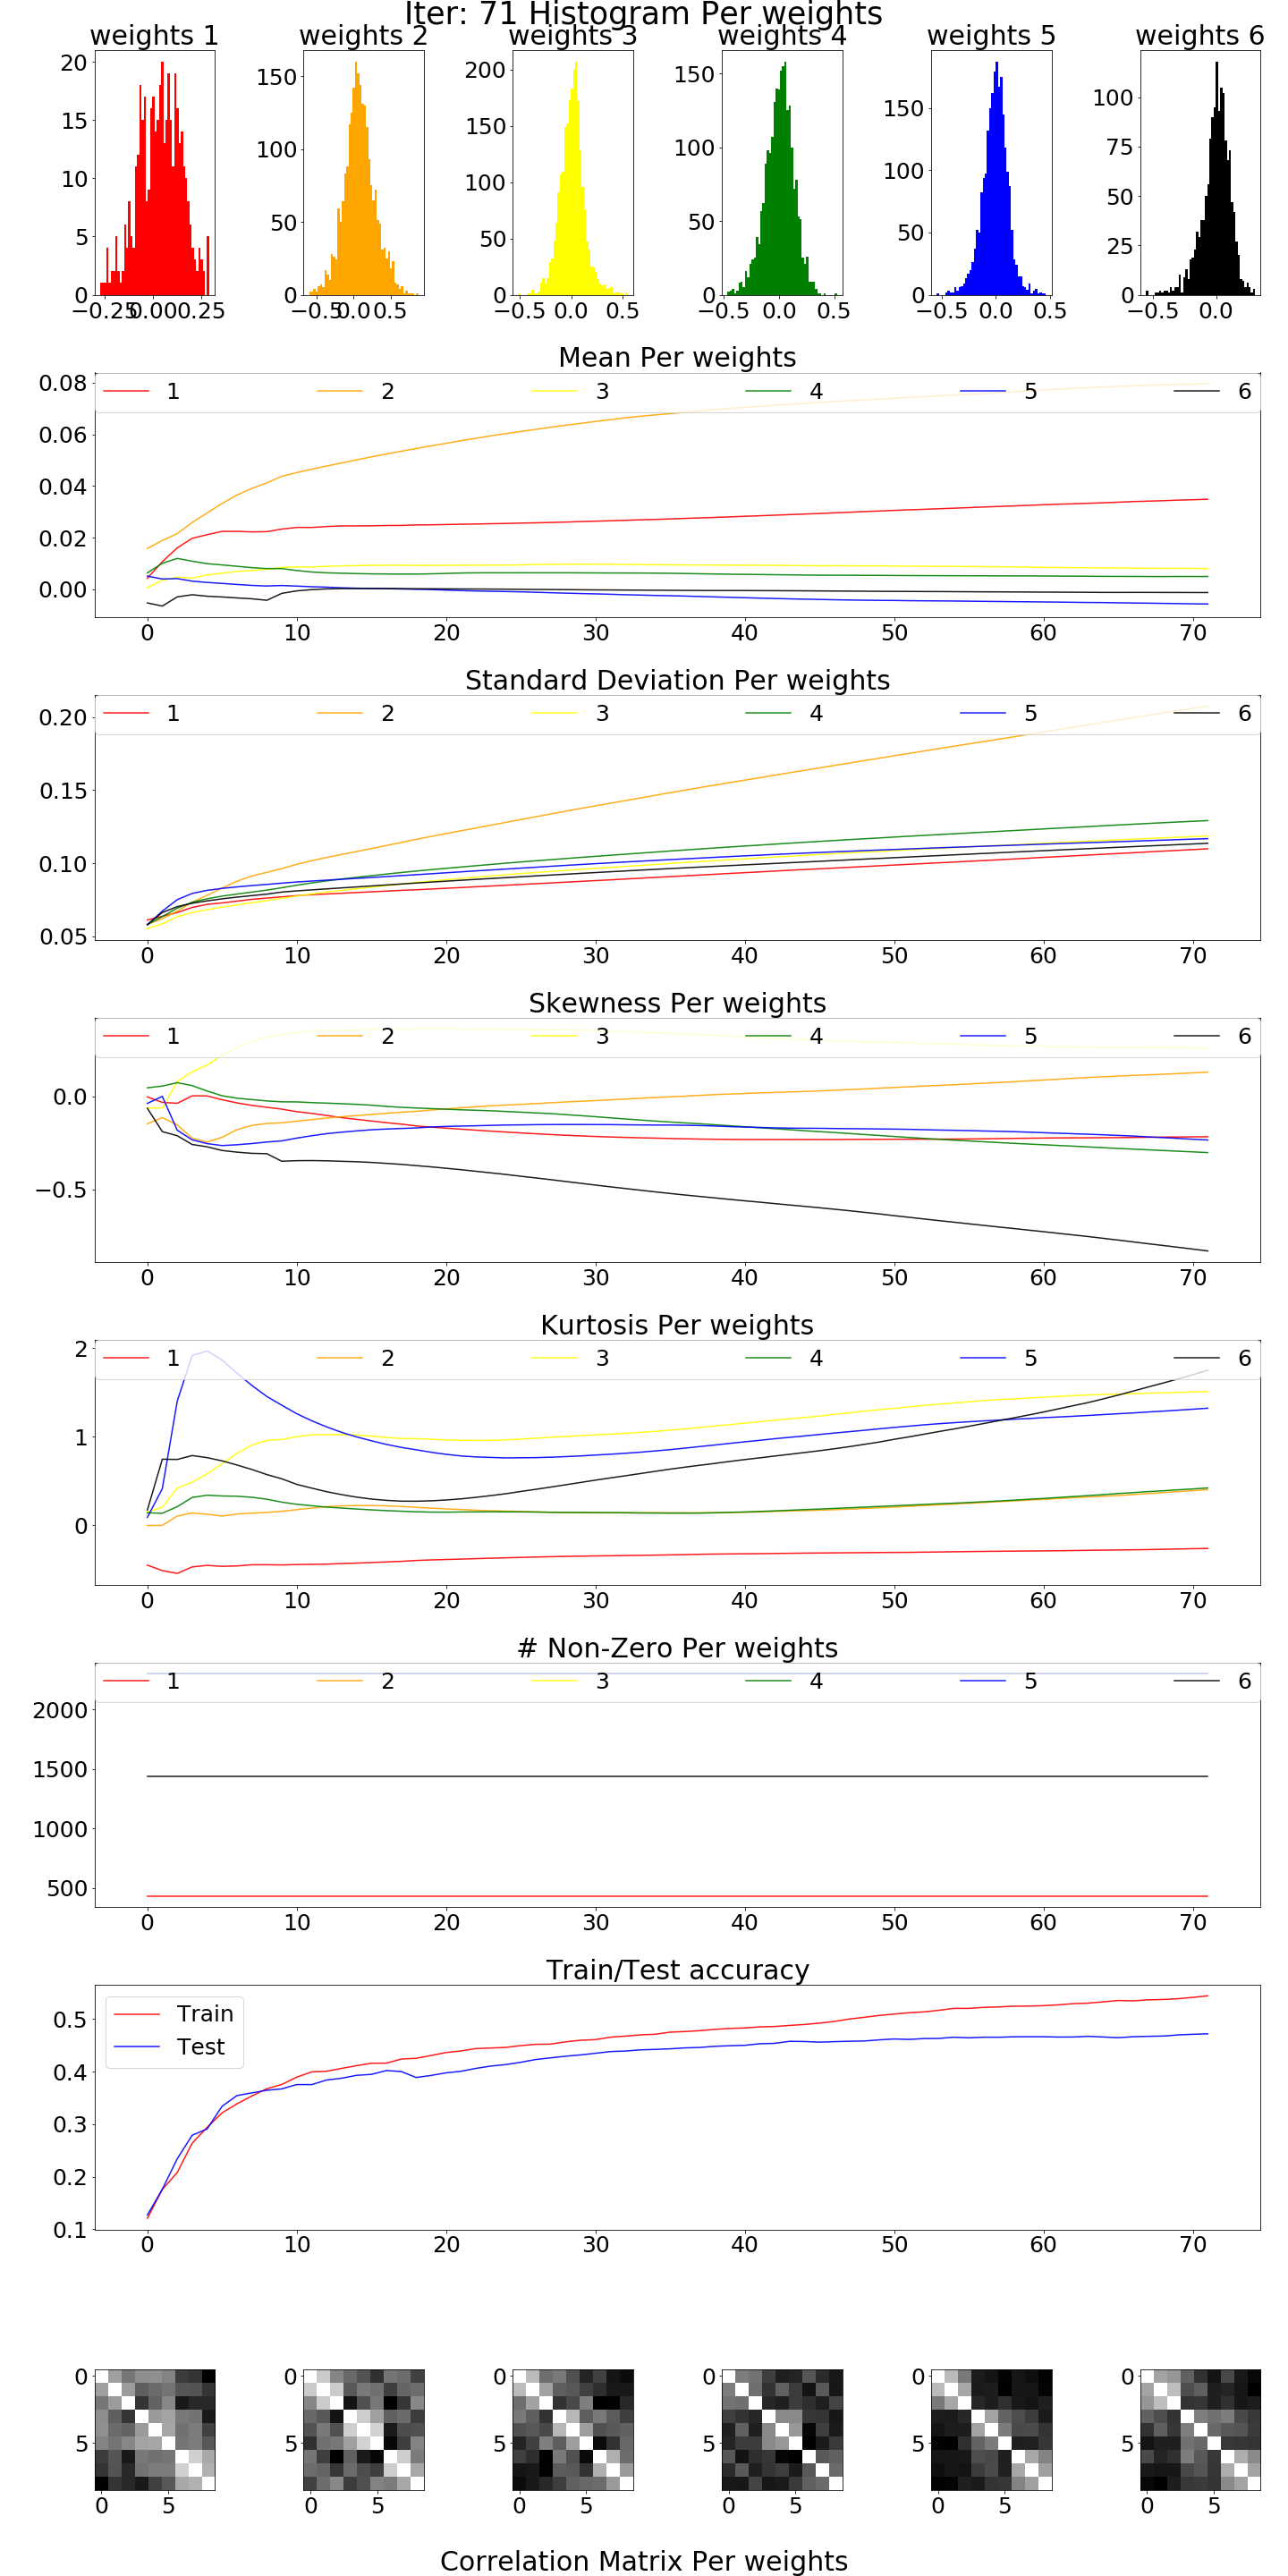 Iter: 71 Histogram Per weights
weights 1 weights 2 weights 3 weights 4 weights 5 weights 6
20
15
10
5
0
−0.25 0.00 0.25
150
100
50
0
−0.5 0.0 0.5
200
150
100
50
0
−0.5 0.0 0.5
150
100
50
0
−0.5 0.0 0.5
150
100
50
0
−0.5 0.0 0.5
100
75
50
25
0
−0.5 0.0
Mean Per weights
1 2 3 4 5 6
0.08
0.06
0.04
0.02
0.00
0 10 20 30 40 50 60 70
Standard Deviation Per weights
1 2 3 4 5 6
0.20
0.15
0.10
0.05
0 10 20 30 40 50 60 70
Skewness Per weights
1 2 3 4 5 6
0.0
−0.5
0 10 20 30 40 50 60 70
Kurtosis Per weights
1 2 3 4 5 6
2
1
0
0 10 20 30 40 50 60 70
# Non-Zero Per weights
1 2 3 4 5 6
2000
1500
1000
500
0 10 20 30 40 50 60 70
Train/Test accuracy
Train
Test
0.5
0.4
0.3
0.2
0.1
0 10 20 30 40 50 60 70
0 0 0 0 0 0
5 5 5 5 5 5
0 5 0 5 0 5 0 5 0 5 0 5
Correlation Matrix Per weights